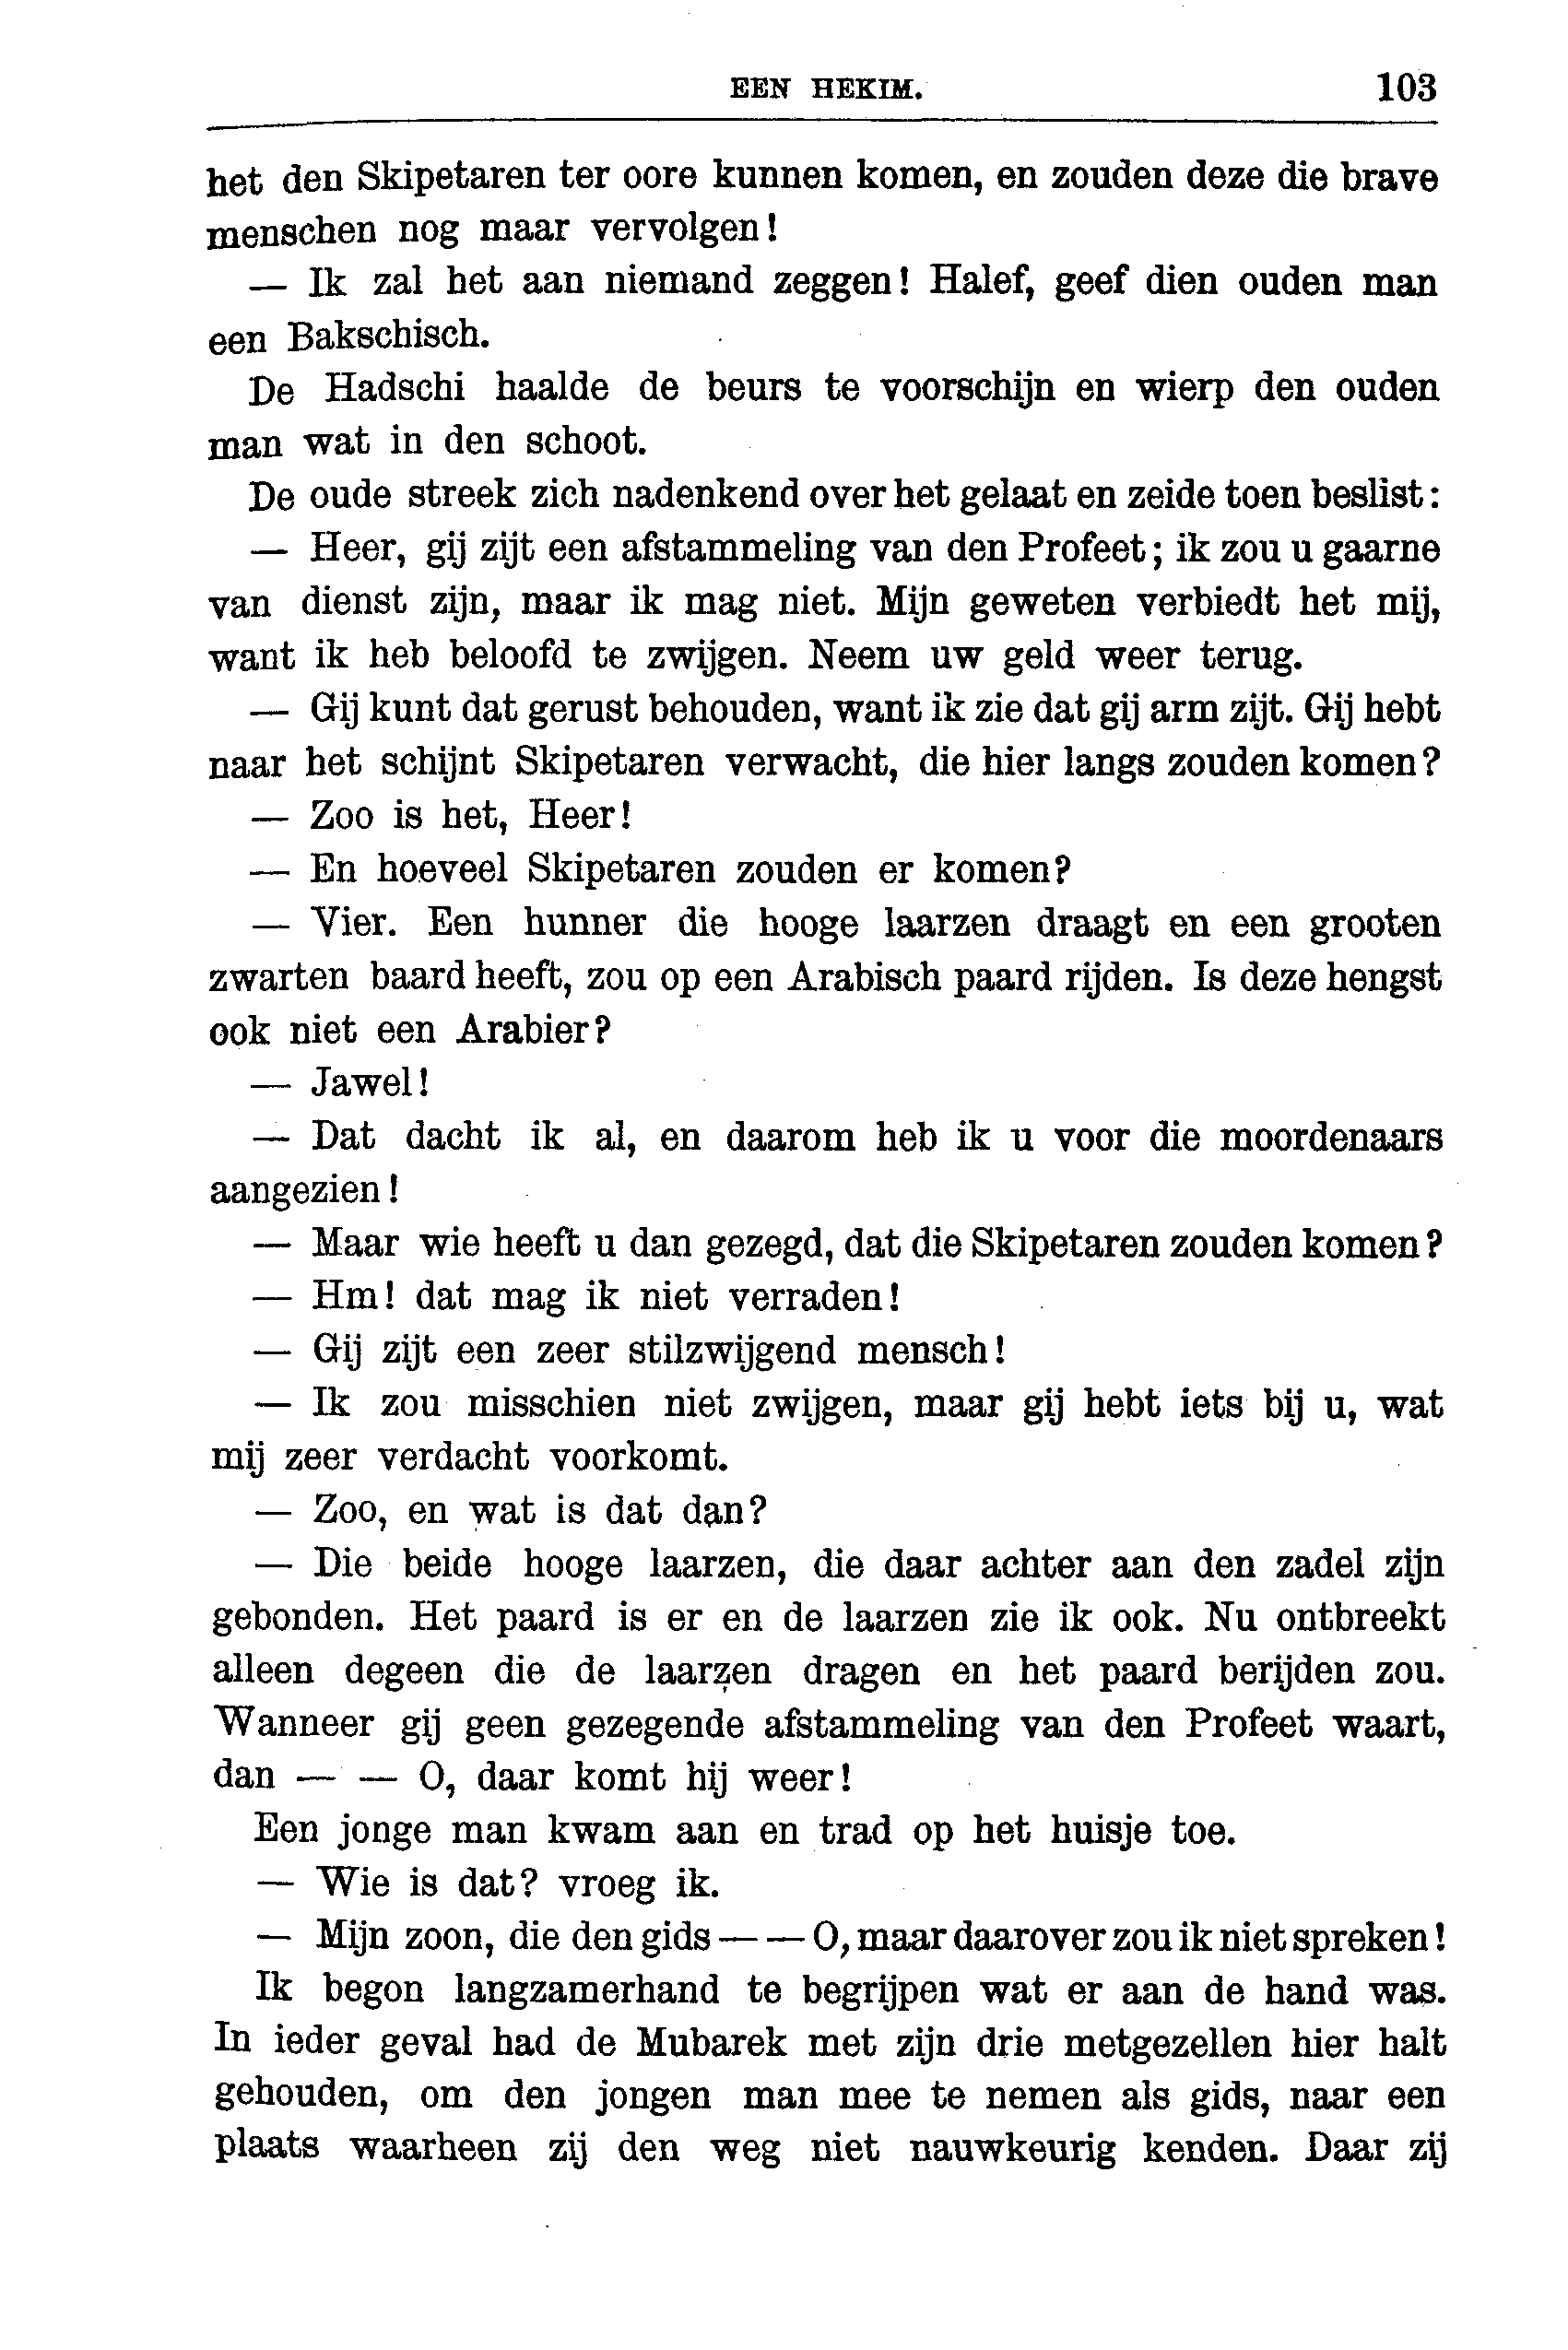 EEN HEKIM. 103
het den Skipetaren ter oore kunnen komen, en zouden deze die brave
menschen nog maar vervolgen!
— Ik zal het aan niemand zeggen! Halef, geef dien ouden man
een Bakschisch.
De Hadschi haalde de beurs te voorschijn en wierp den ouden
man wat in den schoot.
De oude streek zich nadenkend over het gelaat en zeide toen beslist:
— Heer, gij zijt een afstammeling van den Profeet; ik zou u gaarne
van dienst zijn, maar ik mag niet. Mijn geweten verbiedt het mij,
want ik heb beloofd te zwijgen. Neem uw geld weer terug.
— Gij kunt dat gerust behouden, want ik zie dat gij arm zijt. Gij hebt
naar het schijnt Skipetaren verwacht, die hier langs zouden komen?
— Zoo is het, Heer!
— En hoeveel Skipetaren zouden er komen?
— Vier. Een hunner die hooge laarzen draagt en een grooten
zwarten baard heeft, zou op een Arabisch paard rijden. Is deze hengst
ook niet een Arabier?
— Jawel!
— Dat dacht ik al, en daarom heb ik u voor die moordenaars
aangezien!
— Maar wie heeft u dan gezegd, dat die Skipetaren zouden komen?
— Hm! dat mag ik niet verraden!
— Gij zijt een zeer stilzwijgend mensch!
— Ik zou misschien niet zwijgen, maar gij hebt iets bij u, wat
mij zeer verdacht voorkomt.
— Zoo, en wat is dat dan?
— Die beide hooge laarzen, die daar achter aan den zadel zijn
gebonden. Het paard is er en de laarzen zie ik ook. Nu ontbreekt
alleen degeen die de laarzen dragen en het paard berijden zou.
Wanneer gij geen gezegende afstammeling van den Profeet waart,
dan — — O, daar komt hij weer!
Een jonge man kwam aan en trad op het huisje toe.
— Wie is dat? vroeg ik.
— Mijn zoon, die den gids — — O, maar daarover zou ik niet spreken!
Ik begon langzamerhand te begrijpen wat er aan de hand was.
In ieder geval had de Mubarek met zijn drie metgezellen hier halt
gehouden, om den jongen man mee te nemen als gids, naar een
plaats waarheen zij den weg niet nauwkeurig kenden. Daar zij